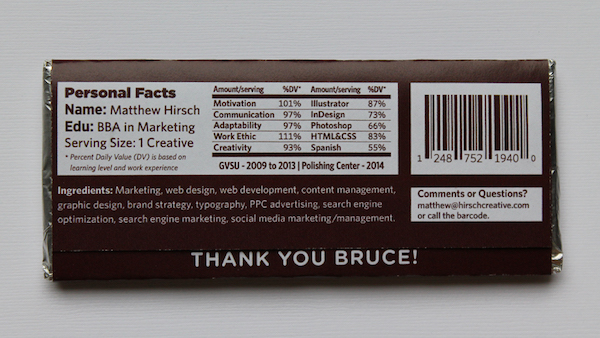 Personal Facts
Name: Matthew Hirsch
Edu: BBA in Marketing
Serving Size: 1 Creative
* Percent Daily Value (DV) is based on
learning level and work experience
Amount/serving %DV* Amount/serving %DV*
Motivation 101% Illustrator 87%
Communication 97% InDesign 73%
Adaptability 97% Photoshop 66%
Work Ethic 111% HTML&CSS 83%
Creativity 93% Spanish 55%
GVSU - 2009 to 2013 | Polishing Center - 2014
1 248 752 1940 0
Ingredients: Marketing, web design, web development, content management,
graphic design, brand strategy, typography, PPC advertising, search engine
optimization, search engine marketing, social media marketing/management.
Comments or Questions?
matthew@hirschcreative.com
or call the barcode.
THANK YOU BRUCE!